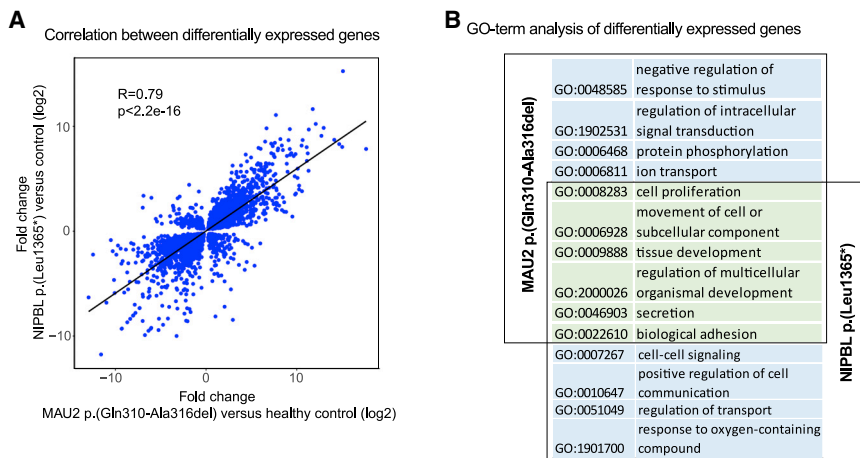 A
Correlation between differentially expressed genes
R=0.79
p<2.2e-16
Fold change
NIPBL p.(Leu1365*) versus control (log2)
10
0
−10
−10
0
10
Fold change
MAU2 p.(Gln310-Ala316del) versus healthy control (log2)
B
GO-term analysis of differentially expressed genes
MAU2 p.(Gln310-Ala316del)
negative regulation of
GO:0048585 response to stimulus
regulation of intracellular
GO:1902531 signal transduction
GO:0006468 protein phosphorylation
GO:0006811 ion transport
GO:0008283 cell proliferation
movement of cell or
GO:0006928 subcellular component
GO:0009888 tissue development
regulation of multicellular
GO:2000026 organismal development
GO:0046903 secretion
GO:0022610 biological adhesion
GO:0007267 cell-cell signaling
positive regulation of cell
GO:0010647 communication
GO:0051049 regulation of transport
response to oxygen-containing
GO:1901700 compound
NIPBL p.(Leu1365*)